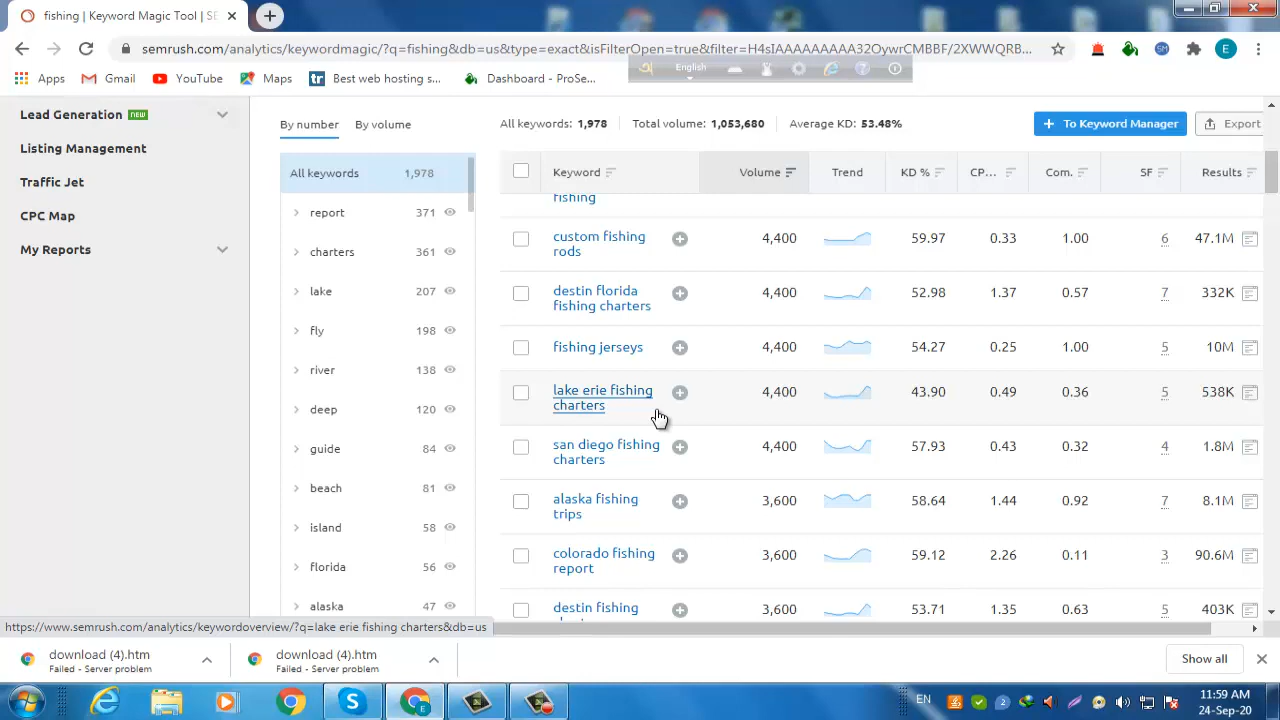 fishing | Keyword Magic Tool | SE
semrush.com/analytics/keywordmagic/?q=fishing&db=us&type=exact&isFilterOpen=true&filter=H4sIAAAAAAAAA32OywrCMBBF/2XWWQRB...
E
Apps
Gmail
YouTube
Maps
Best web hosting s...
Dashboard - ProSe...
English
Lead Generation new
Listing Management
Traffic Jet
CPC Map
My Reports
By number
By volume
All keywords: 1,978
Total volume: 1,053,680
Average KD: 53.48%
+ To Keyword Manager
Export
All keywords 1,978
report 371
charters 361
lake 207
fly 198
river 138
deep 120
guide 84
beach 81
island 58
florida 56
alaska 47
Keyword Volume Trend KD % CP... Com. SF Results
fishing
custom fishing rods 4,400 59.97 0.33 1.00 6 47.1M
destin florida fishing charters 4,400 52.98 1.37 0.57 7 332K
fishing jerseys 4,400 54.27 0.25 1.00 5 10M
lake erie fishing charters 4,400 43.90 0.49 0.36 5 538K
san diego fishing charters 4,400 57.93 0.43 0.32 4 1.8M
alaska fishing trips 3,600 58.64 1.44 0.92 7 8.1M
colorado fishing report 3,600 59.12 2.26 0.11 3 90.6M
destin fishing 3,600 53.71 1.35 0.63 5 403K
https://www.semrush.com/analytics/keywordoverview/?q=lake erie fishing charters&db=us
download (4).htm
Failed - Server problem
download (4).htm
Failed - Server problem
Show all
EN
11:59 AM
24-Sep-20